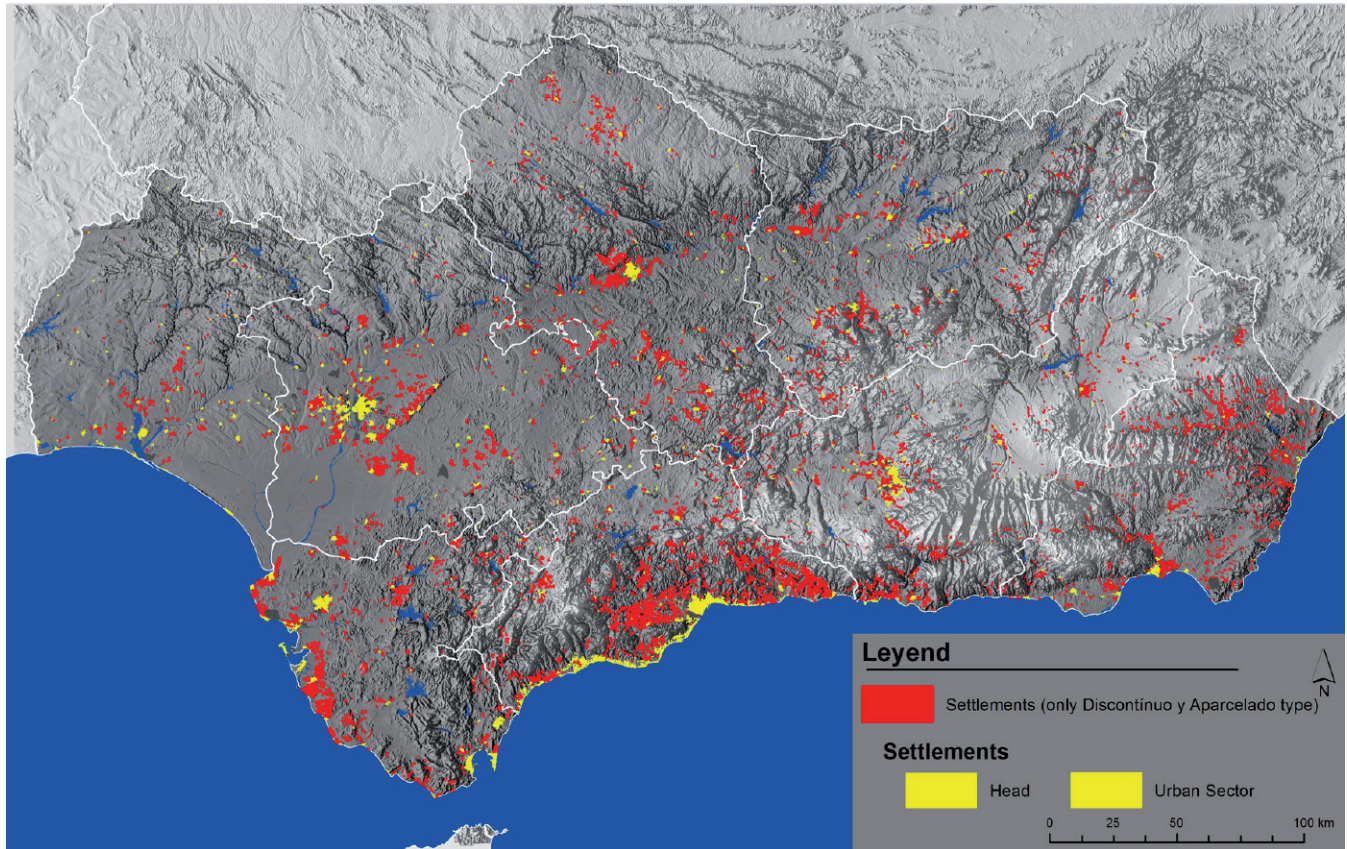 Leyend
N
Settlements (only Discontinuo y Aparcelado type)
Settlements
Head
Urban Sector
0 25 50 100 km